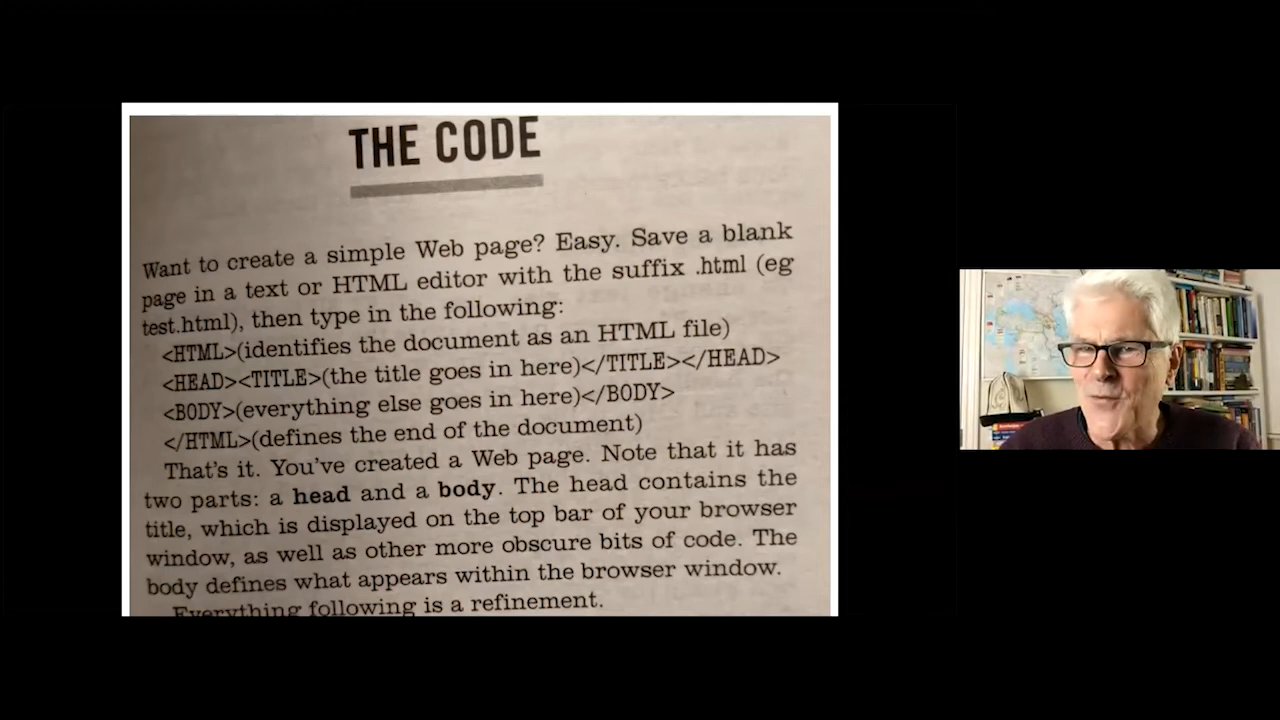 THE CODE
Want to create a simple Web page? Easy. Save a blank
page in a text or HTML editor with the suffix .html (eg
test.html), then type in the following:
<HTML>(identifies the document as an HTML file)
<HEAD><TITLE>(the title goes in here)</TITLE></HEAD>
<BODY>(everything else goes in here)</BODY>
</HTML>(defines the end of the document)
That's it. You've created a Web page. Note that it has
two parts: a head and a body. The head contains the
title, which is displayed on the top bar of your browser
window, as well as other more obscure bits of code. The
body defines what appears within the browser window.
Everything following is a refinement.